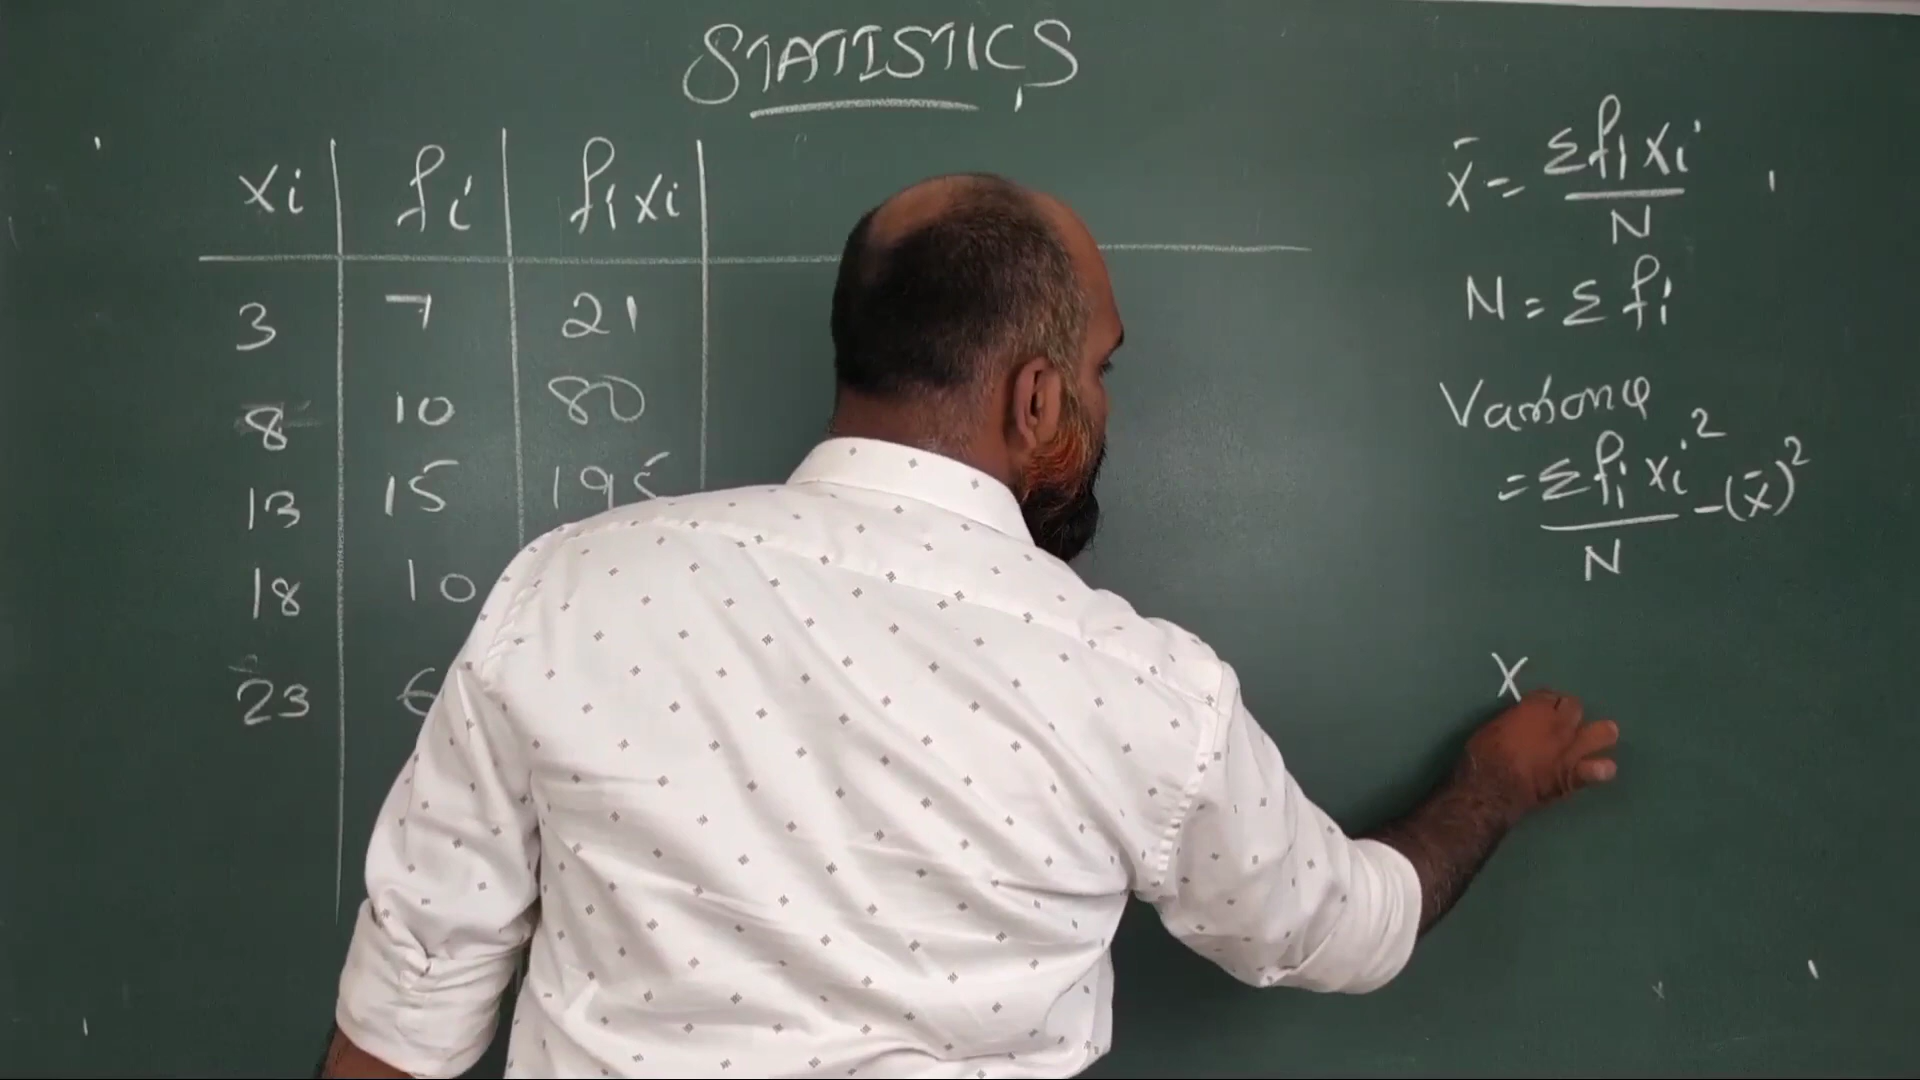 STATISTICS
xi fi fixi
3 7 21
8 10 80
13 15 195
18 10
23 6
x̄ = Σfixi / N
N = Σfi
Variance
= Σfixi² / N - (x̄)²
X